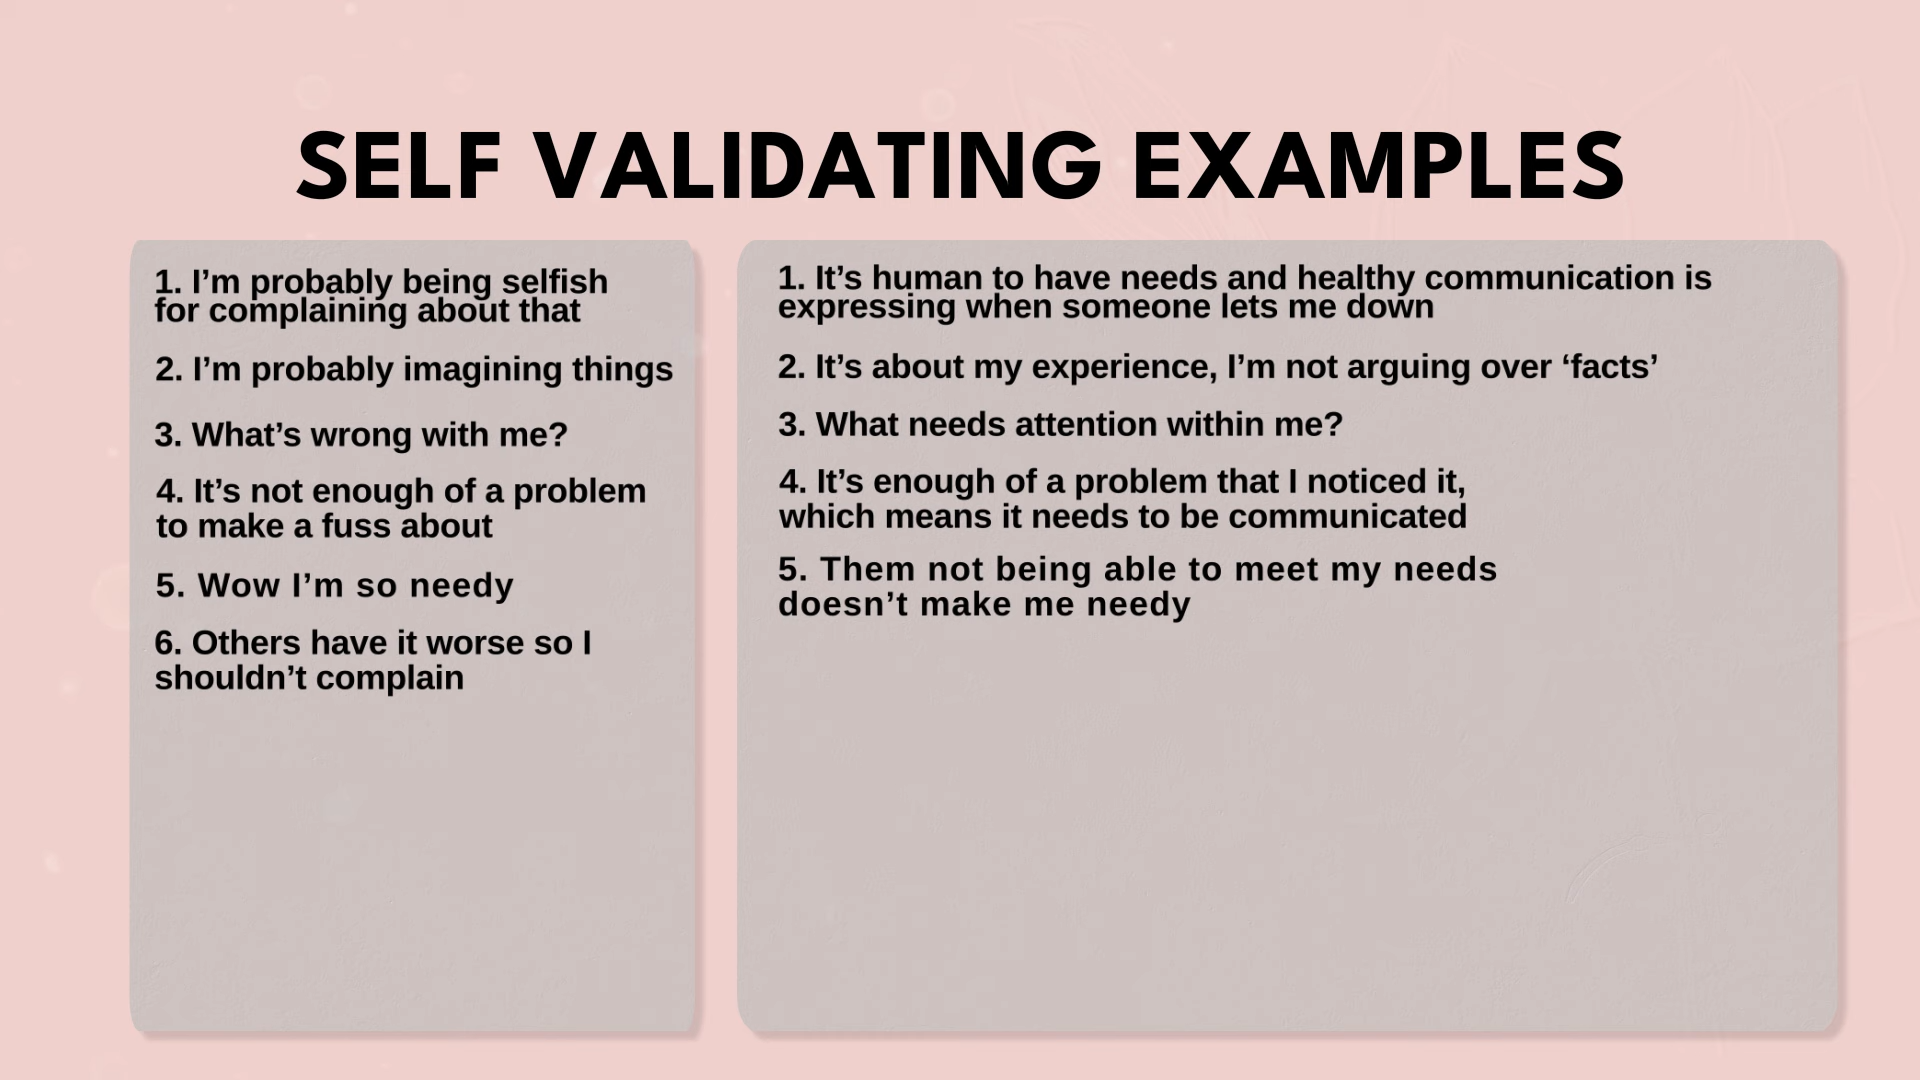 SELF VALIDATING EXAMPLES
1. I’m probably being selfish
for complaining about that
2. I’m probably imagining things
3. What’s wrong with me?
4. It’s not enough of a problem
to make a fuss about
5. Wow I’m so needy
6. Others have it worse so I
shouldn’t complain
1. It’s human to have needs and healthy communication is
expressing when someone lets me down
2. It’s about my experience, I’m not arguing over ‘facts’
3. What needs attention within me?
4. It’s enough of a problem that I noticed it,
which means it needs to be communicated
5. Them not being able to meet my needs
doesn’t make me needy